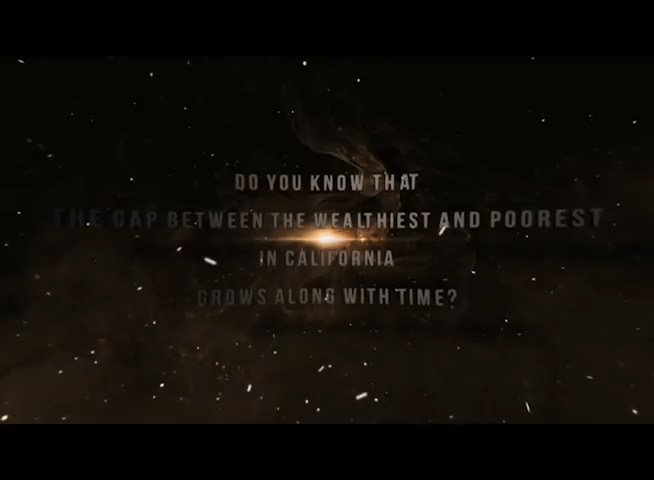 DO YOU KNOW THAT
THE GAP BETWEEN THE WEALTHIEST AND POOREST
IN CALIFORNIA
GROWS ALONG WITH TIME?